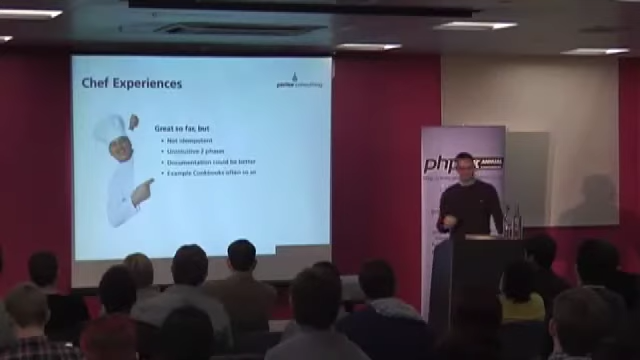 Chef Experiences
Great so far, but
• Not idempotent
• Unintuitive 2 phases
• Documentation could be better
• Example Cookbooks often so so
php